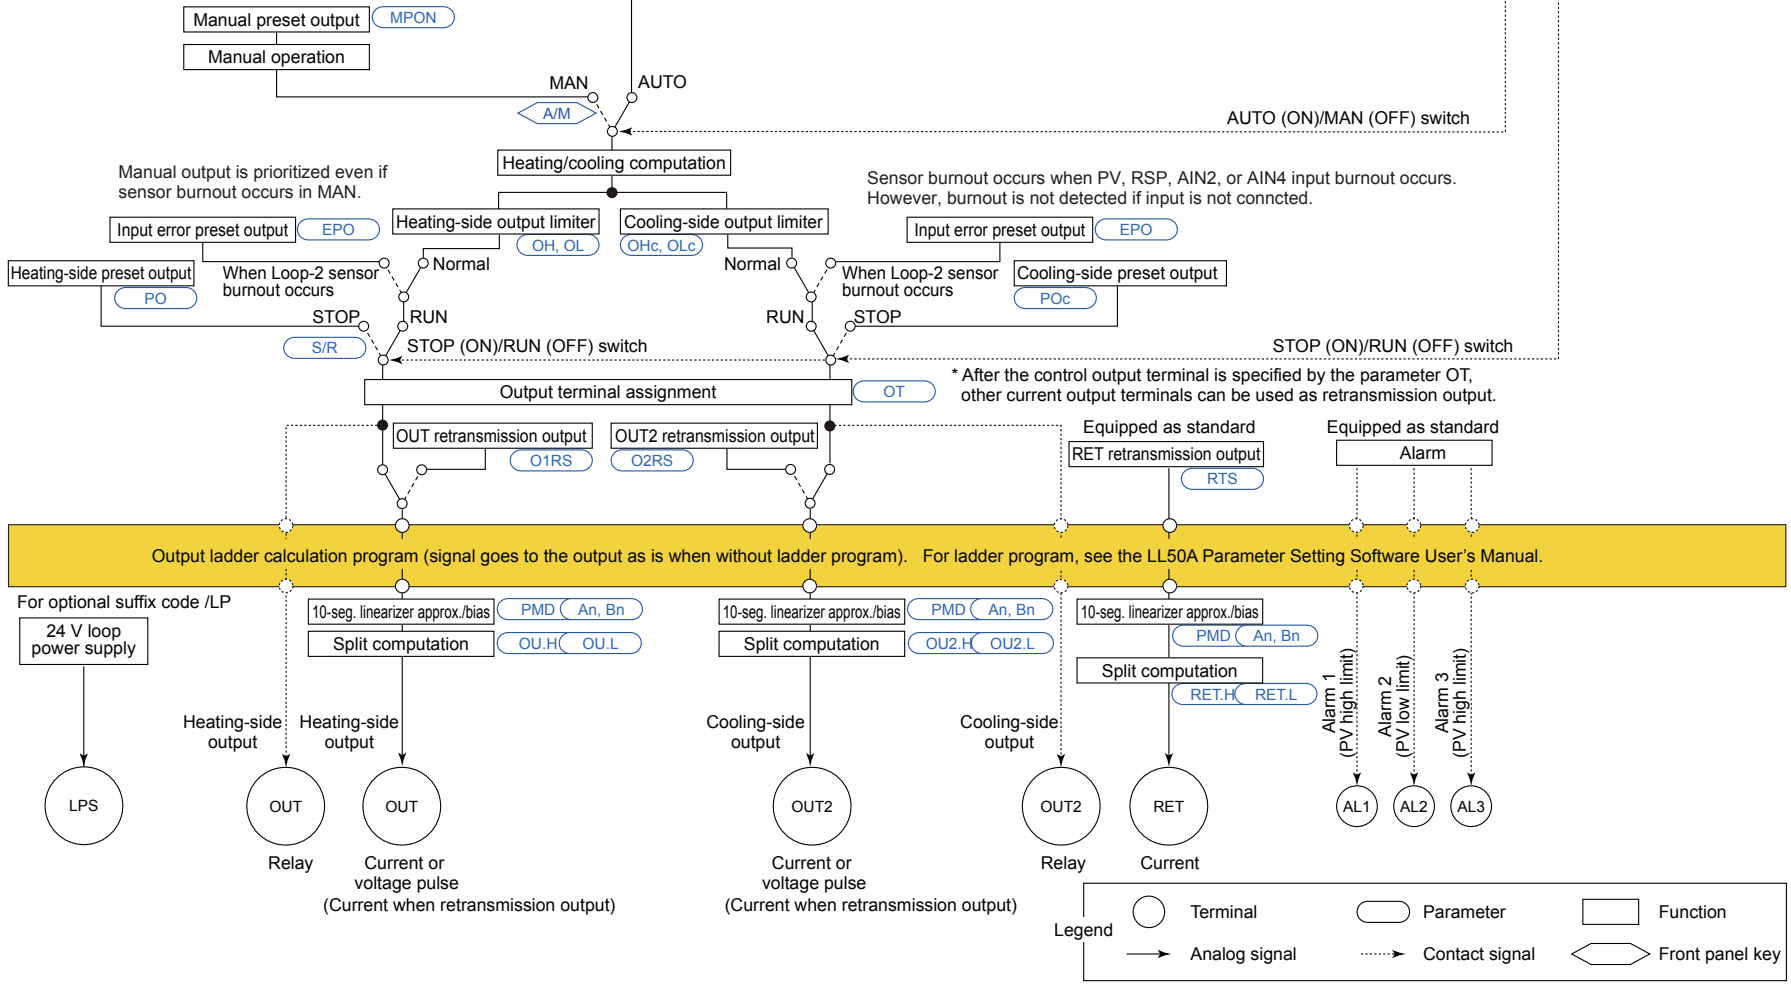 Manual preset output
MPON
Manual operation
MAN
AUTO
A/M
AUTO (ON)/MAN (OFF) switch
Heating/cooling computation
Manual output is prioritized even if
sensor burnout occurs in MAN.
Sensor burnout occurs when PV, RSP, AIN2, or AIN4 input burnout occurs.
However, burnout is not detected if input is not conncted.
Input error preset output
EPO
Heating-side output limiter
OH, OL
Cooling-side output limiter
OHc, OLc
Input error preset output
EPO
Heating-side preset output
PO
When Loop-2 sensor
burnout occurs
Normal
Normal
When Loop-2 sensor
burnout occurs
Cooling-side preset output
POc
STOP
RUN
RUN
STOP
S/R
STOP (ON)/RUN (OFF) switch
STOP (ON)/RUN (OFF) switch
Output terminal assignment
OT
* After the control output terminal is specified by the parameter OT,
other current output terminals can be used as retransmission output.
OUT retransmission output
O1RS
OUT2 retransmission output
O2RS
Equipped as standard
RET retransmission output
RTS
Equipped as standard
Alarm
Output ladder calculation program (signal goes to the output as is when without ladder program). For ladder program, see the LL50A Parameter Setting Software User's Manual.
For optional suffix code /LP
24 V loop
power supply
10-seg. linearizer approx./bias
PMD
An, Bn
Split computation
OU.H
OU.L
10-seg. linearizer approx./bias
PMD
An, Bn
Split computation
OU2.H
OU2.L
10-seg. linearizer approx./bias
PMD
An, Bn
Split computation
RET.H
RET.L
Alarm 1
(PV high limit)
Alarm 2
(PV low limit)
Alarm 3
(PV high limit)
Heating-side
output
Heating-side
output
Cooling-side
output
Cooling-side
output
LPS
OUT
OUT
OUT2
OUT2
RET
AL1
AL2
AL3
Relay
Current or
voltage pulse
(Current when retransmission output)
Current or
voltage pulse
(Current when retransmission output)
Relay
Current
Legend
Terminal
Parameter
Function
Analog signal
Contact signal
Front panel key